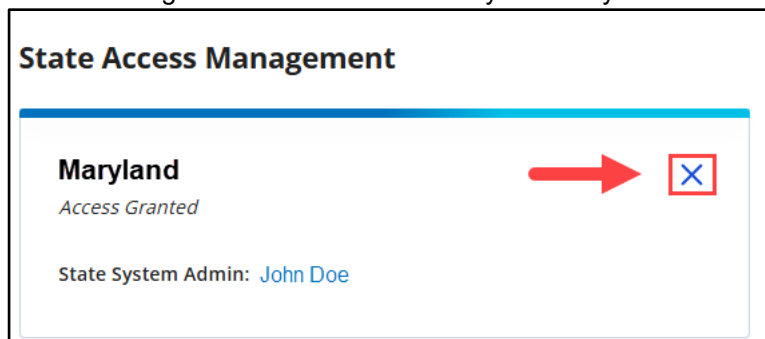 State Access Management
Maryland
Access Granted
State System Admin: John Doe